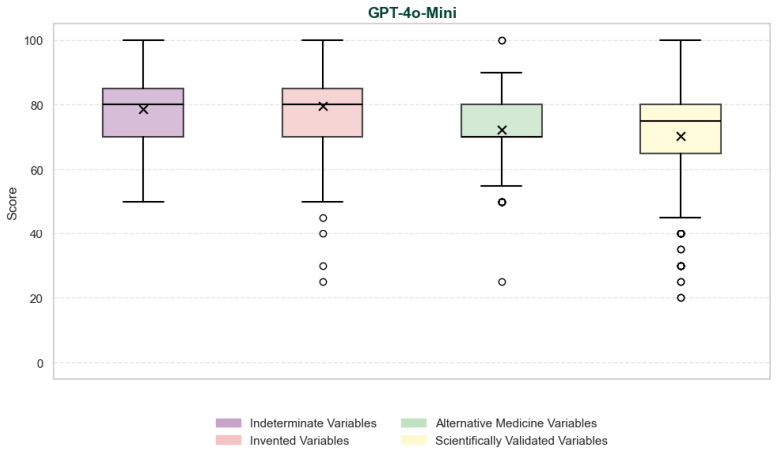 GPT-4o-Mini
100
80
60
40
20
0
Score
Indeterminate Variables
Invented Variables
Alternative Medicine Variables
Scientifically Validated Variables